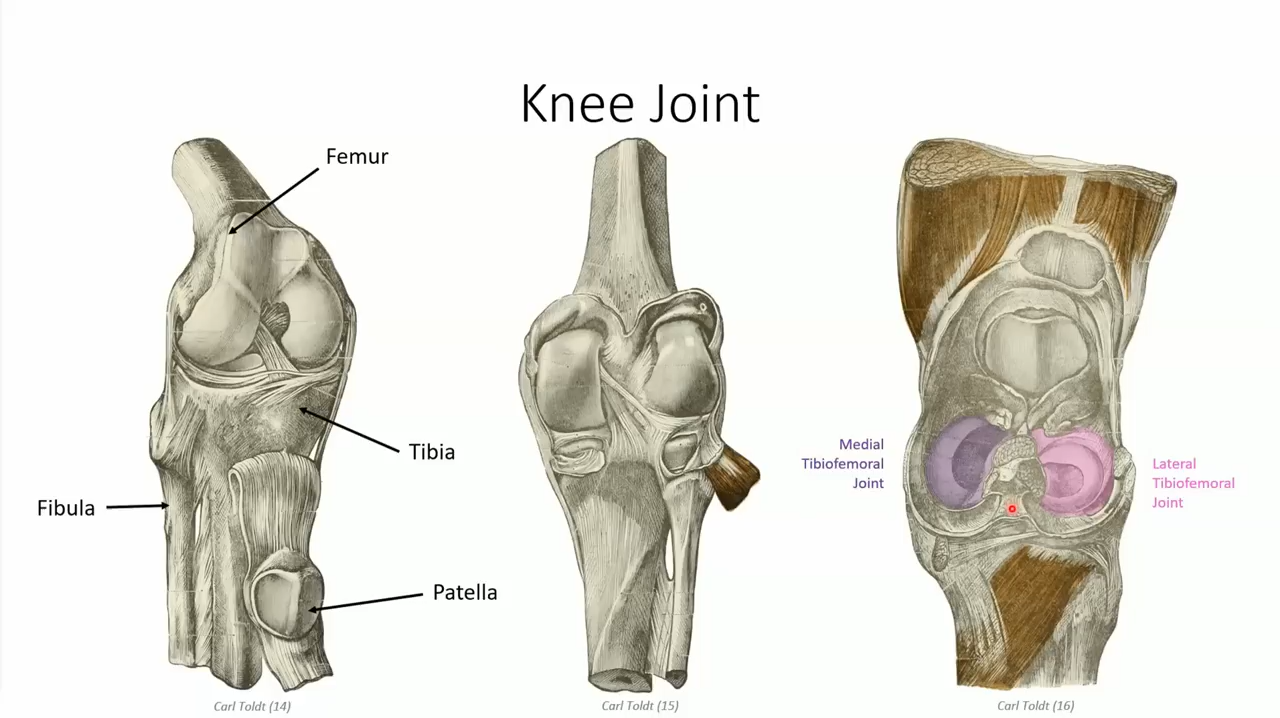 Knee Joint
Femur
Tibia
Fibula
Patella
Medial
Tibiofemoral
Joint
Lateral
Tibiofemoral
Joint
Carl Toldt (14)
Carl Toldt (15)
Carl Toldt (16)